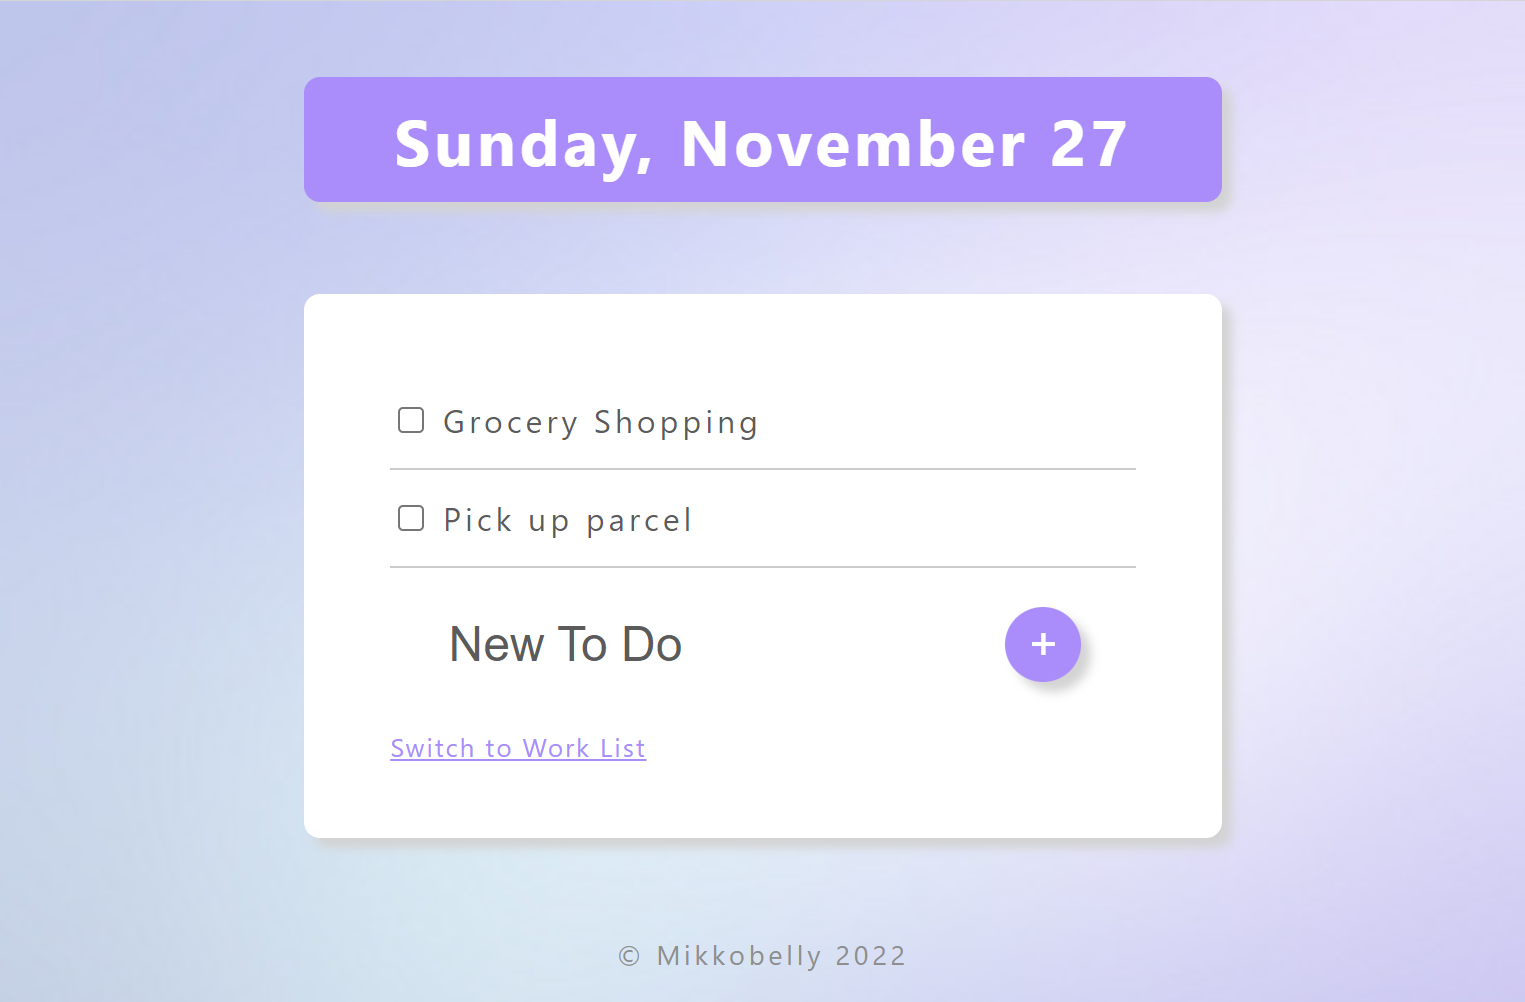 Sunday, November 27
Grocery Shopping
Pick up parcel
New To Do
+
Switch to Work List
© Mikkobelly 2022